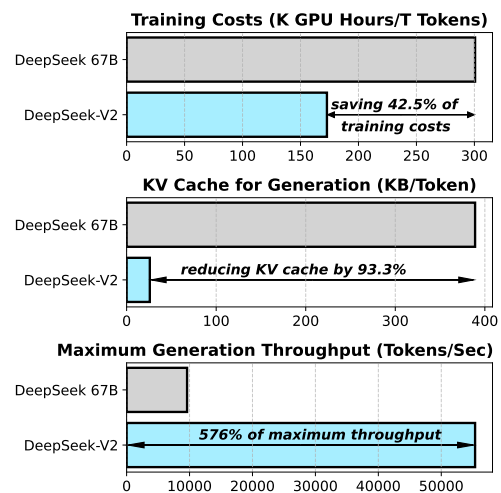 Training Costs (K GPU Hours/T Tokens)
DeepSeek 67B
DeepSeek-V2
saving 42.5% of
training costs
0 50 100 150 200 250 300
KV Cache for Generation (KB/Token)
DeepSeek 67B
DeepSeek-V2
reducing KV cache by 93.3%
0 100 200 300 400
Maximum Generation Throughput (Tokens/Sec)
DeepSeek 67B
DeepSeek-V2
576% of maximum throughput
0 10000 20000 30000 40000 50000